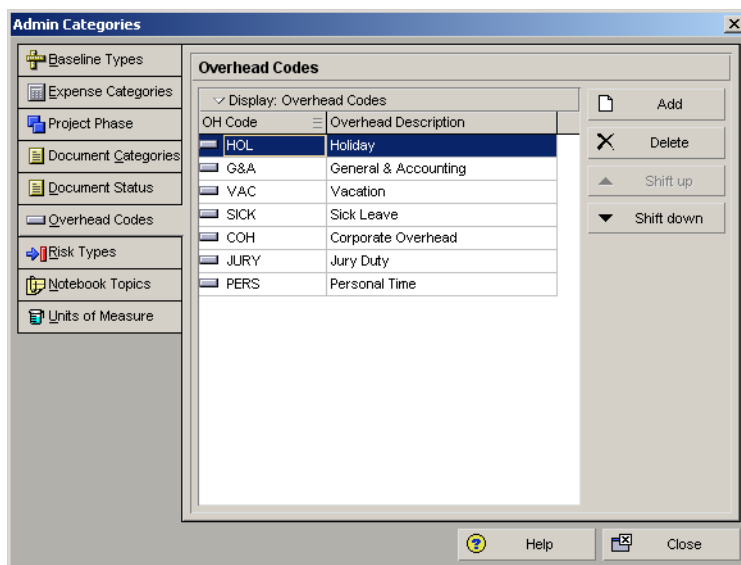 Admin Categories
Baseline Types
Expense Categories
Project Phase
Document Categories
Document Status
Overhead Codes
Risk Types
Notebook Topics
Units of Measure
Overhead Codes
Display: Overhead Codes
OH Code Overhead Description
HOL Holiday
G&A General & Accounting
VAC Vacation
SICK Sick Leave
COH Corporate Overhead
JURY Jury Duty
PERS Personal Time
Add
Delete
Shift up
Shift down
Help
Close